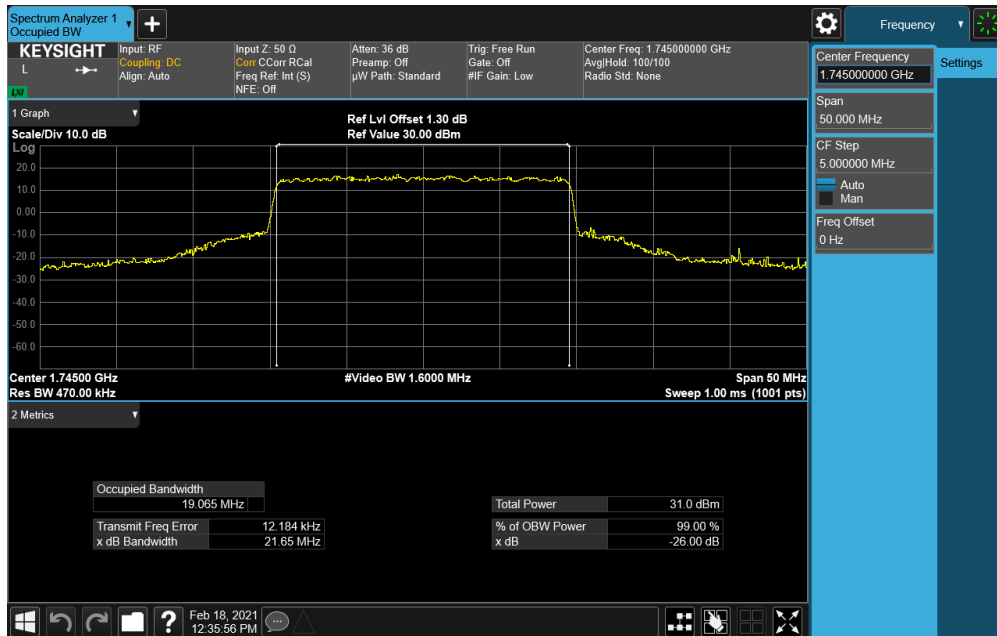 Spectrum Analyzer 1
Occupied BW
Frequency
KEYSIGHT
L
LXI
Input: RF
Coupling: DC
Align: Auto
Input Z: 50 Ω
Corr CCorr RCal
Freq Ref: Int (S)
NFE: Off
Atten: 36 dB
Preamp: Off
µW Path: Standard
Trig: Free Run
Gate: Off
#IF Gain: Low
Center Freq: 1.745000000 GHz
Avg|Hold: 100/100
Radio Std: None
Center Frequency
1.745000000 GHz
Settings
Span
50.000 MHz
CF Step
5.000000 MHz
Auto
Man
Freq Offset
0 Hz
1 Graph
Scale/Div 10.0 dB
Ref Lvl Offset 1.30 dB
Ref Value 30.00 dBm
Log
20.0
10.0
0.00
-10.0
-20.0
-30.0
-40.0
-50.0
-60.0
Center 1.74500 GHz
#Video BW 1.6000 MHz
Span 50 MHz
Res BW 470.00 kHz
Sweep 1.00 ms (1001 pts)
2 Metrics
Occupied Bandwidth
19.065 MHz
Total Power 31.0 dBm
Transmit Freq Error 12.184 kHz
% of OBW Power 99.00 %
x dB Bandwidth 21.65 MHz
x dB -26.00 dB
Feb 18, 2021
12:35:56 PM